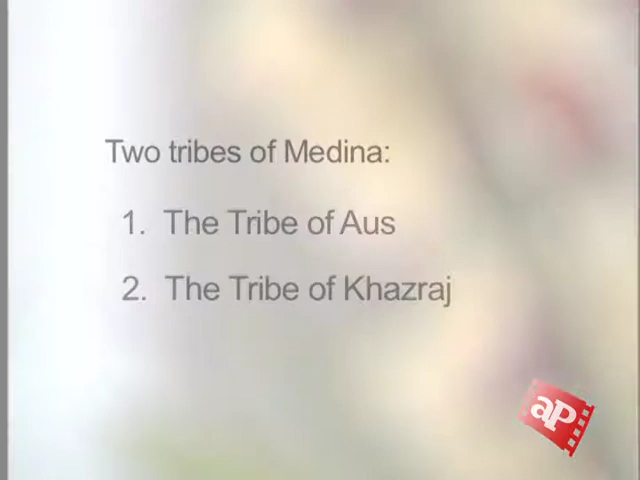 Two tribes of Medina:
1. The Tribe of Aus
2. The Tribe of Khazraj
aP